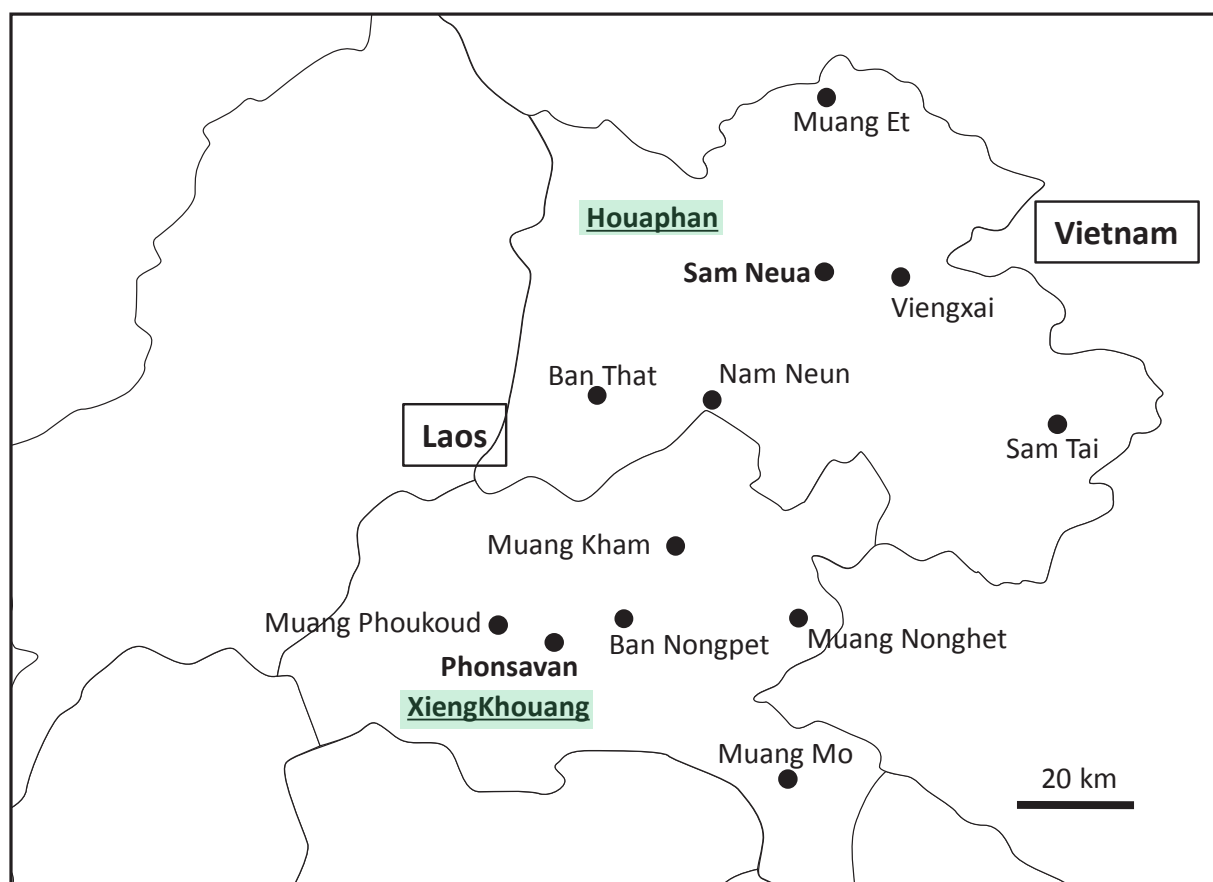 Muang Et
Houaphan
Vietnam
Sam Neua
Viengxai
Ban That
Nam Neun
Laos
Sam Tai
Muang Kham
Muang Phoukoud
Ban Nongpet
Muang Nonghet
Phonsavan
XiengKhouang
Muang Mo
20 km